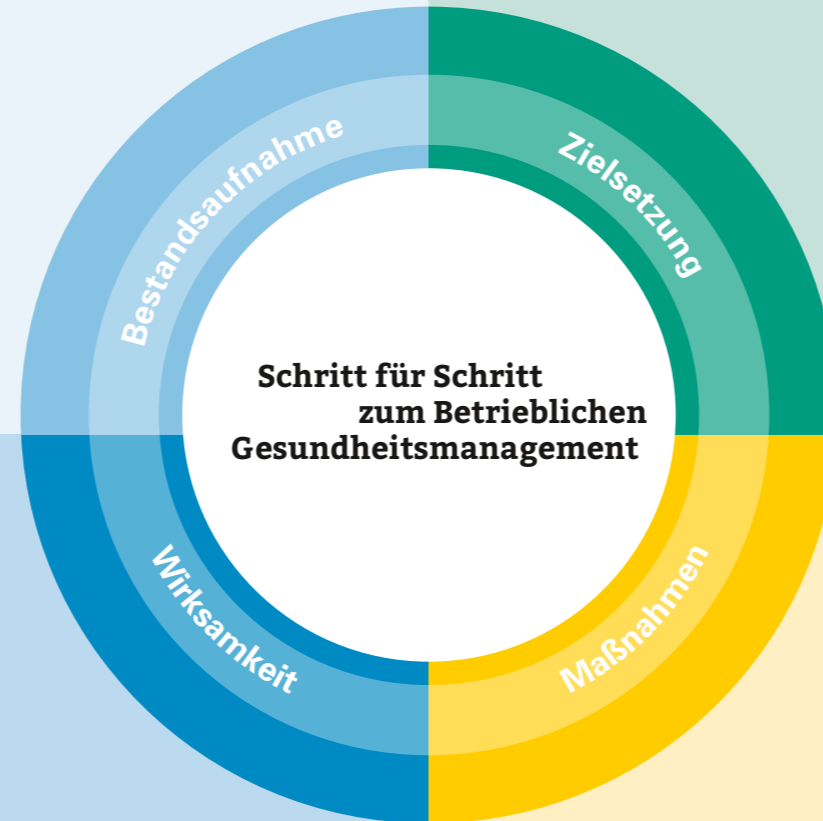 Bestandsaufnahme
Zielsetzung
Schritt für Schritt
zum Betrieblichen
Gesundheitsmanagement
Wirksamkeit
Maßnahmen